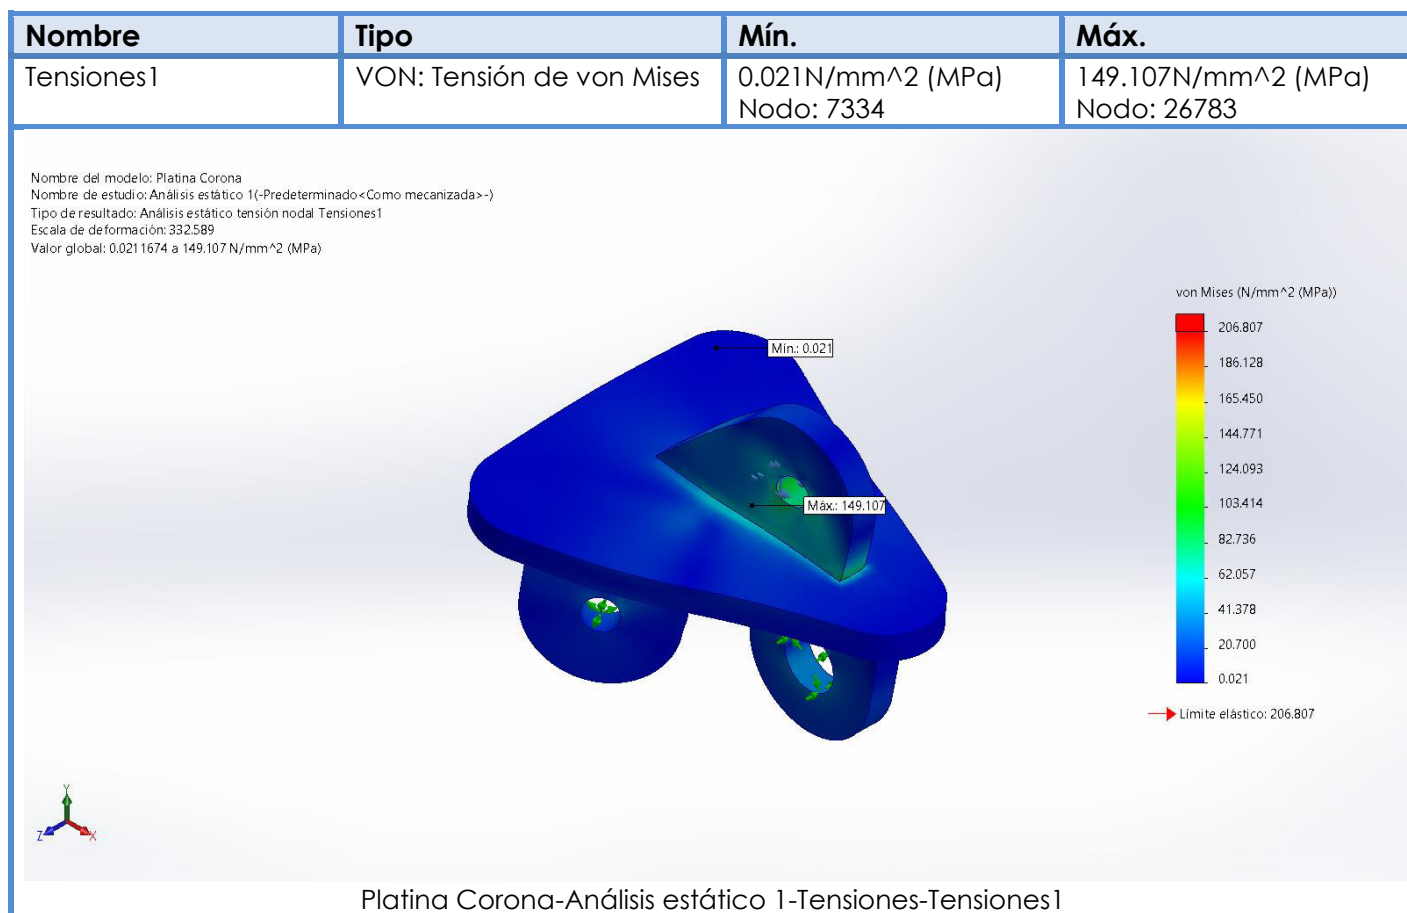 Nombre Tipo Mín. Máx.
Tensiones1 VON: Tensión de von Mises 0.021N/mm^2 (MPa) 149.107N/mm^2 (MPa)
Nodo: 7334 Nodo: 26783
Nombre del modelo: Platina Corona
Nombre de estudio: Análisis estático 1(-Predeterminado<Como mecanizada>-)
Tipo de resultado: Análisis estático tensión nodal Tensiones1
Escala de deformación: 332.589
Valor global: 0.0211674 a 149.107 N/mm^2 (MPa)
von Mises (N/mm^2 (MPa))
206.807
186.128
165.450
144.771
124.093
103.414
82.736
62.057
41.378
20.700
0.021
Límite elástico: 206.807
Mín.: 0.021
Máx.: 149.107
Y
Z
X
Platina Corona-Análisis estático 1-Tensiones-Tensiones1